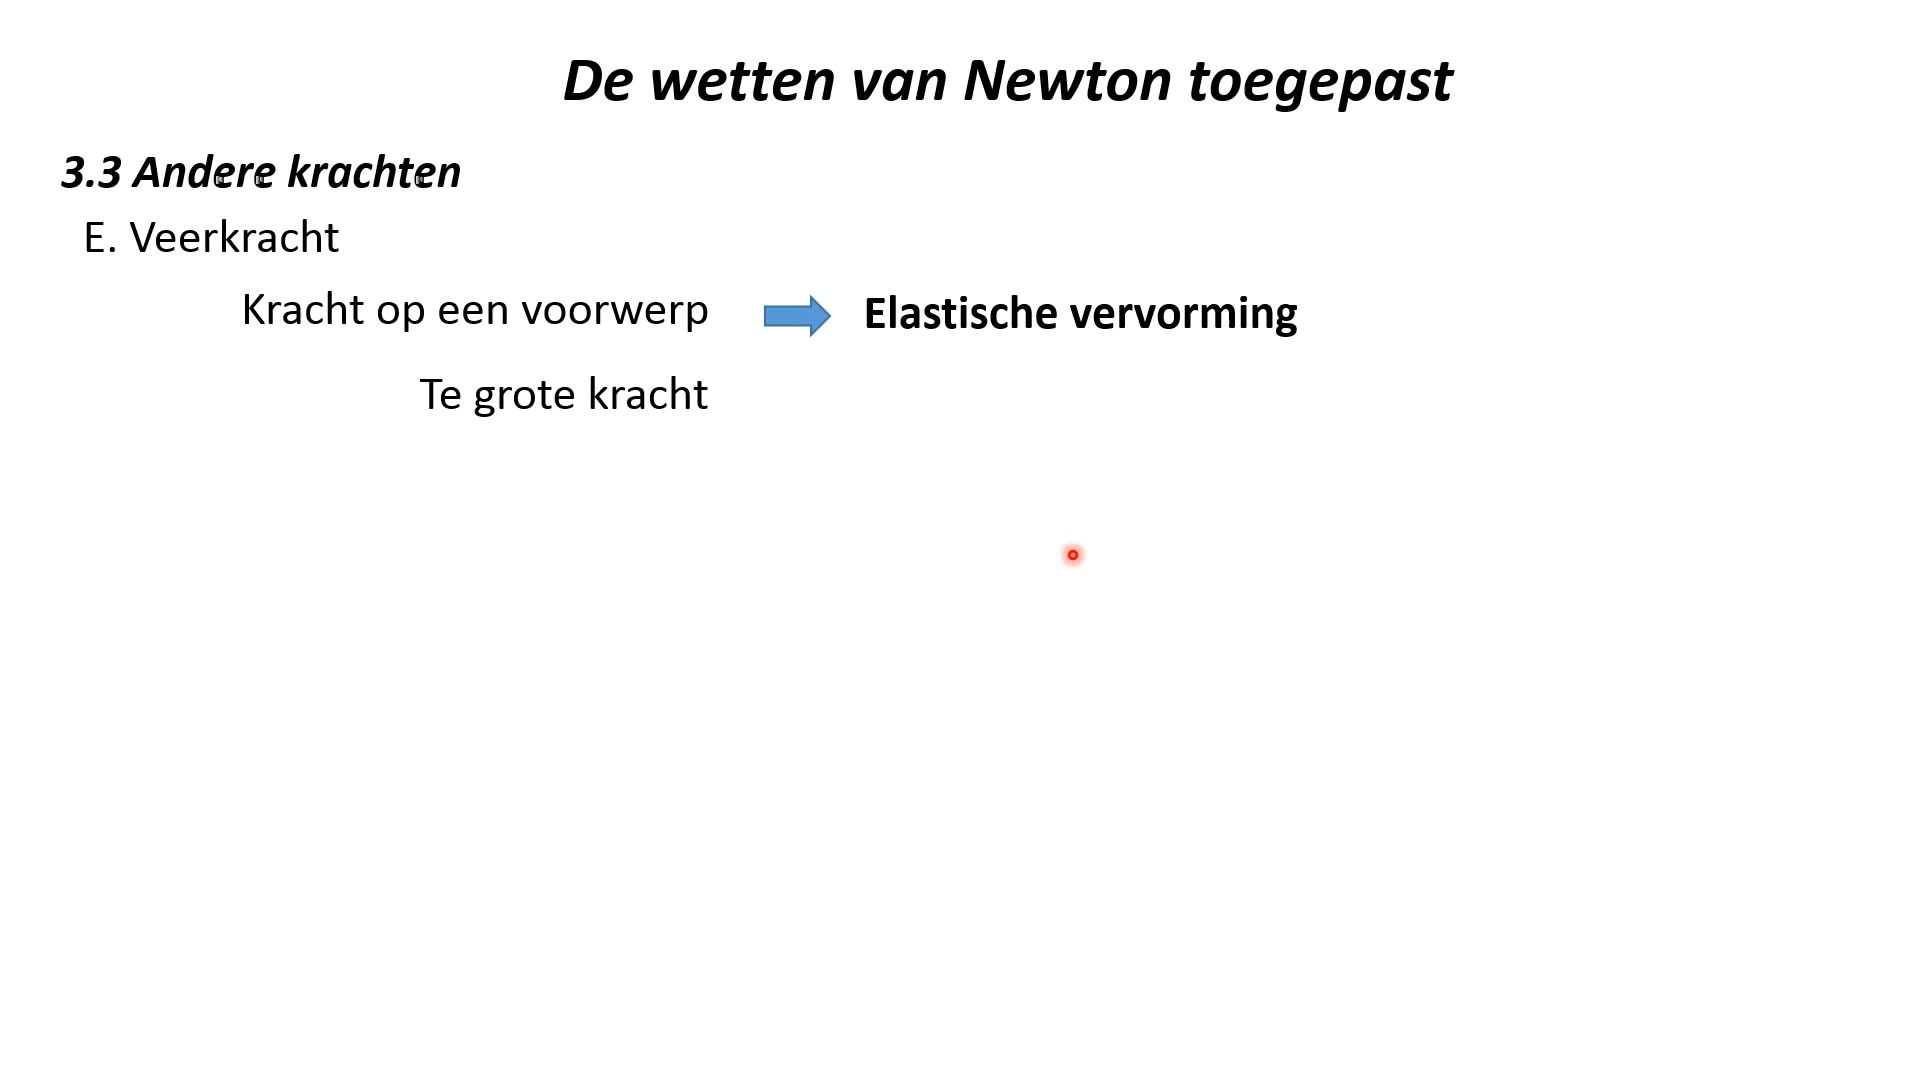 De wetten van Newton toegepast
3.3 Andere krachten
E. Veerkracht
Kracht op een voorwerp Elastische vervorming
Te grote kracht